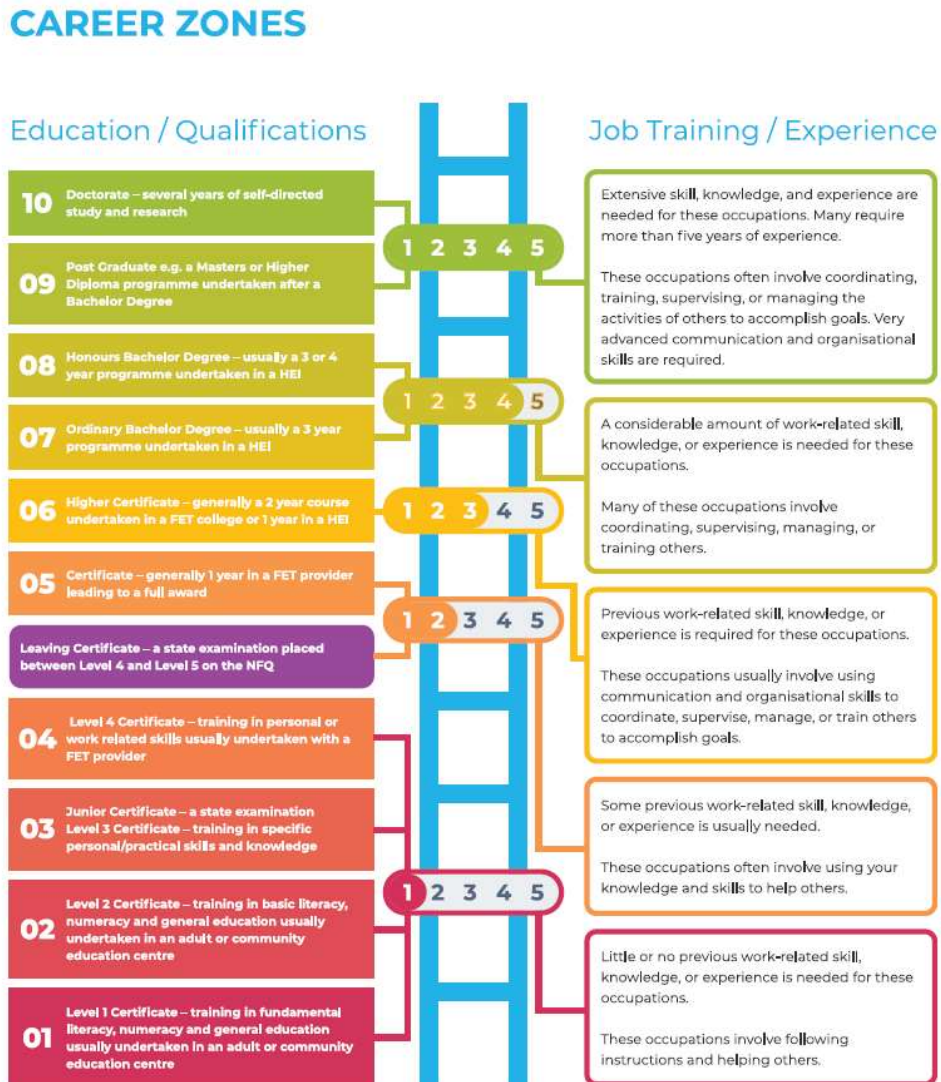 CAREER ZONES
Education / Qualifications
10
Doctorate – several years of self-directed
study and research
09
Post Graduate e.g. a Masters or Higher
Diploma programme undertaken after a
Bachelor Degree
08
Honours Bachelor Degree – usually a 3 or 4
year programme undertaken in a HEI
07
Ordinary Bachelor Degree – usually a 3 year
programme undertaken in a HEI
06
Higher Certificate – generally a 2 year course
undertaken in a FET college or 1 year in a HEI
05
Certificate – generally 1 year in a FET provider
leading to a full award
Leaving Certificate – a state examination placed
between Level 4 and Level 5 on the NFQ
04
Level 4 Certificate – training in personal or
work related skills usually undertaken with a
FET provider
03
Junior Certificate – a state examination
Level 3 Certificate – training in specific
personal/practical skills and knowledge
02
Level 2 Certificate – training in basic literacy,
numeracy and general education usually
undertaken in an adult or community
education centre
01
Level 1 Certificate – training in fundamental
literacy, numeracy and general education
usually undertaken in an adult or community
education centre
1 2 3 4 5
1 2 3 4 5
1 2 3 4 5
1 2 3 4 5
1 2 3 4 5
Job Training / Experience
Extensive skill, knowledge, and experience are
needed for these occupations. Many require
more than five years of experience.
These occupations often involve coordinating,
training, supervising, or managing the
activities of others to accomplish goals. Very
advanced communication and organisational
skills are required.
A considerable amount of work-related skill,
knowledge, or experience is needed for these
occupations.
Many of these occupations involve
coordinating, supervising, managing, or
training others.
Previous work-related skill, knowledge, or
experience is required for these occupations.
These occupations usually involve using
communication and organisational skills to
coordinate, supervise, manage, or train others
to accomplish goals.
Some previous work-related skill, knowledge,
or experience is usually needed.
These occupations often involve using your
knowledge and skills to help others.
Little or no previous work-related skill,
knowledge, or experience is needed for these
occupations.
These occupations involve following
instructions and helping others.